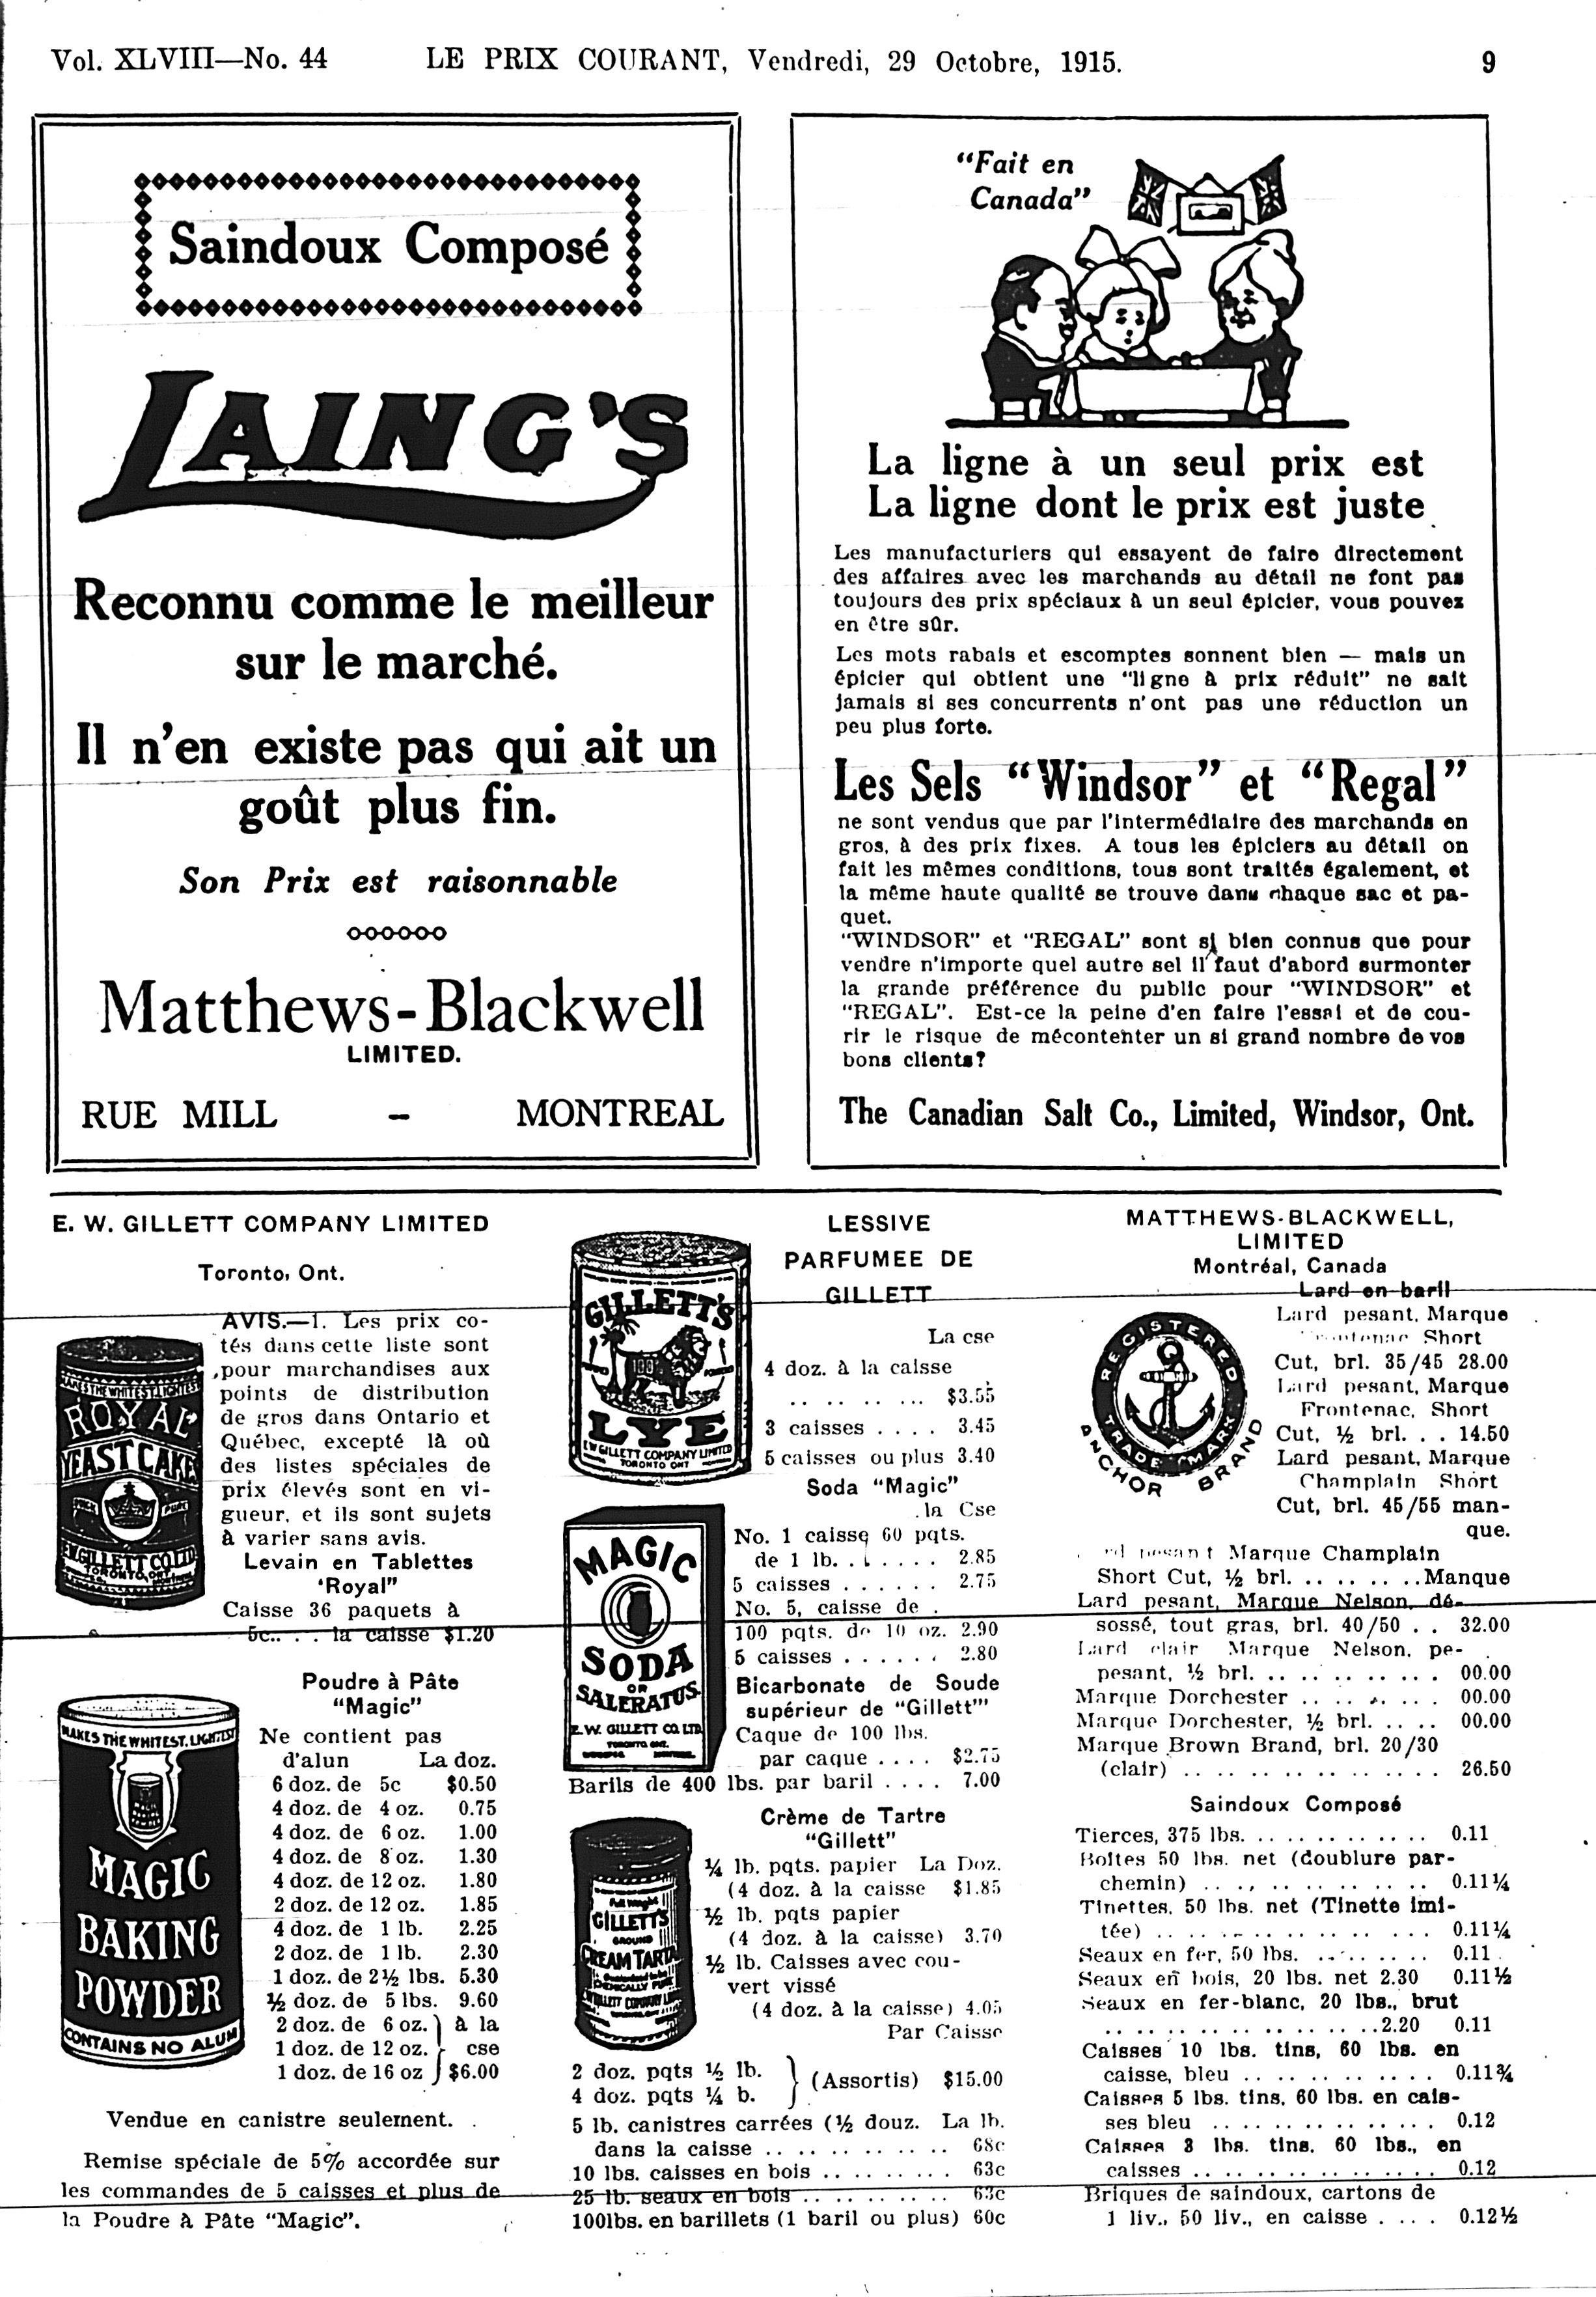 Vol. XLVIII—No. 44 LE PRIX COURANT, Vendredi, 29 Octobre, 1915. 9
Saindoux Composé
LAING'S
Reconnu comme le meilleur
sur le marché.
Il n'en existe pas qui ait un
goût plus fin.
Son Prix est raisonnable
Matthews-Blackwell
LIMITED.
RUE MILL - MONTREAL
"Fait en
Canada"
La ligne à un seul prix est
La ligne dont le prix est juste
Les manufacturiers qui essayent de faire directement
des affaires avec les marchands au détail ne font pas
toujours des prix spéciaux à un seul épicier, vous pouvez
en être sûr.
Les mots rabais et escomptes sonnent bien — mais un
épicier qui obtient une "ligne à prix réduit" ne sait
jamais si ses concurrents n'ont pas une réduction un
peu plus forte.
Les Sels "Windsor" et "Regal"
ne sont vendus que par l'intermédiaire des marchands en
gros, à des prix fixes. A tous les épiciers au détail on
fait les mêmes conditions, tous sont traités également, et
la même haute qualité se trouve dans chaque sac et pa-
quet.
"WINDSOR" et "REGAL" sont si bien connus que pour
vendre n'importe quel autre sel il faut d'abord surmonter
la grande préférence du public pour "WINDSOR" et
"REGAL". Est-ce la peine d'en faire l'essai et de cou-
rir le risque de mécontenter un si grand nombre de vos
bons clients?
The Canadian Salt Co., Limited, Windsor, Ont.
E. W. GILLETT COMPANY LIMITED
Toronto, Ont.
MAKES THE WHITEST LIGHTEST
ROYAL
YEAST CAKES
E.W. GILLETT CO. LTD.
TORONTO, ONT.
AVIS.—1. Les prix co-
tés dans cette liste sont
pour marchandises aux
points de distribution
de gros dans Ontario et
Québec, excepté là où
des listes spéciales de
prix élevés sont en vi-
gueur, et ils sont sujets
à varier sans avis.
Levain en Tablettes
'Royal"
Caisse 36 paquets à
5c.. . . la caisse $1.20
MAKES THE WHITEST, LIGHTEST
MAGIC
BAKING
POWDER
CONTAINS NO ALUM
Poudre à Pâte
"Magic"
Ne contient pas
d'alun La doz.
6 doz. de 5c $0.50
4 doz. de 4 oz. 0.75
4 doz. de 6 oz. 1.00
4 doz. de 8 oz. 1.30
4 doz. de 12 oz. 1.80
2 doz. de 12 oz. 1.85
4 doz. de 1 lb. 2.25
2 doz. de 1 lb. 2.30
1 doz. de 2½ lbs. 5.30
½ doz. de 5 lbs. 9.60
2 doz. de 6 oz. } à la
1 doz. de 12 oz. } cse
1 doz. de 16 oz } $6.00
Vendue en canistre seulement.
Remise spéciale de 5% accordée sur
les commandes de 5 caisses et plus de
la Poudre à Pâte "Magic".
GILLETT'S
LYE
E W GILLETT COMPANY LIMITED
TORONTO ONT
LESSIVE
PARFUMEE DE
GILLETT
La cse
4 doz. à la caisse
.. .. .. ... $3.55
3 caisses . . . . 3.45
5 caisses ou plus 3.40
MAGIC
SODA
OR
SALERATUS
E. W. GILLETT CO. LTD.
TORONTO ONT.
Soda "Magic"
la Cse
No. 1 caisse 60 pqts.
de 1 lb. . . . . . . 2.85
5 caisses . . . . . . 2.75
No. 5, caisse de .
100 pqts. de 10 oz. 2.90
5 caisses . . . . . . 2.80
Bicarbonate de Soude
supérieur de "Gillett"'
Caque de 100 lbs.
par caque . . . . $2.75
Barils de 400 lbs. par baril . . . . 7.00
GILLETT'S
GROUND
CREAM TARTAR
CHEMICALLY PURE
Crème de Tartre
"Gillett"
¼ lb. pqts. papier La Doz.
(4 doz. à la caisse $1.85
½ lb. pqts papier
(4 doz. à la caisse) 3.70
½ lb. Caisses avec cou-
vert vissé
(4 doz. à la caisse) 4.05
Par Caisse
2 doz. pqts ½ lb. }
4 doz. pqts ¼ b. } (Assortis) $15.00
5 lb. canistres carrées (½ douz. La lb.
dans la caisse .. .. .. .. .. .. 68c
10 lbs. caisses en bois .. .. .. .. . 63c
25 lb. seaux en bois .. .. .. .. .. 63c
100lbs. en barillets (1 baril ou plus) 60c
MATTHEWS-BLACKWELL,
LIMITED
Montréal, Canada
REGISTERED
TRADE MARK
ANCHOR BRAND
Lard en baril
Lard pesant, Marque
Short
Cut, brl. 35/45 28.00
Lard pesant, Marque
Frontenac, Short
Cut, ½ brl. . . 14.50
Lard pesant, Marque
Champlain Short
Cut, brl. 45/55 man-
que.
Marque Champlain
Short Cut, ½ brl. .. .. .. ..Manque
Lard pesant, Marque Nelson, dé-
sossé, tout gras, brl. 40/50 . . 32.00
Lard clair Marque Nelson, pe-
pesant, ½ brl. .. .. .. .. .. . 00.00
Marque Dorchester .. .. .. . . 00.00
Marque Dorchester, ½ brl. .. .. 00.00
Marque Brown Brand, brl. 20/30
(clair) .. .. .. .. .. .. .. .. 26.50
Saindoux Composé
Tierces, 375 lbs. .. .. .. .. .. .. 0.11
Boîtes 50 lbs. net (doublure par-
chemin) .. .. .. .. .. .. .. .. 0.11¼
Tinettes, 50 lbs. net (Tinette imi-
tée) .. .. .. .. .. .. .. .. .. 0.11¼
Seaux en fer, 50 lbs. .. .. .. .. . 0.11
Seaux en bois, 20 lbs. net 2.30 0.11½
Seaux en fer-blanc, 20 lbs., brut
.. .. .. .. .. .. .. .. ..2.20 0.11
Caisses 10 lbs. tins, 60 lbs. en
caisse, bleu .. .. .. .. .. .. 0.11¾
Caisses 5 lbs. tins, 60 lbs. en cais-
ses bleu .. .. .. .. .. .. .. .. 0.12
Caisses 3 lbs. tins, 60 lbs., en
caisses .. .. .. .. .. .. .. .. 0.12
Briques de saindoux, cartons de
1 liv., 50 liv., en caisse . . . . 0.12½